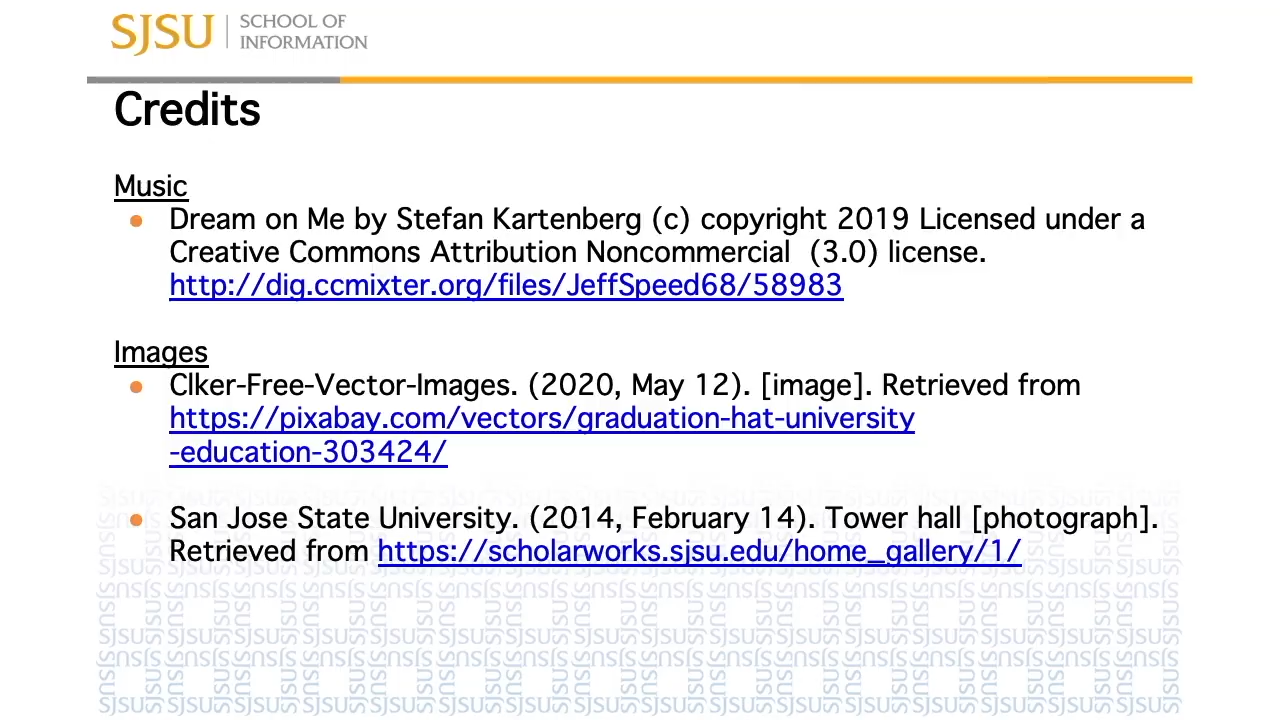 SJSU SCHOOL OF
INFORMATION
Credits
Music
• Dream on Me by Stefan Kartenberg (c) copyright 2019 Licensed under a
Creative Commons Attribution Noncommercial  (3.0) license.
http://dig.ccmixter.org/files/JeffSpeed68/58983
Images
• Clker-Free-Vector-Images. (2020, May 12). [image]. Retrieved from
https://pixabay.com/vectors/graduation-hat-university
-education-303424/
• San Jose State University. (2014, February 14). Tower hall [photograph].
Retrieved from https://scholarworks.sjsu.edu/home_gallery/1/